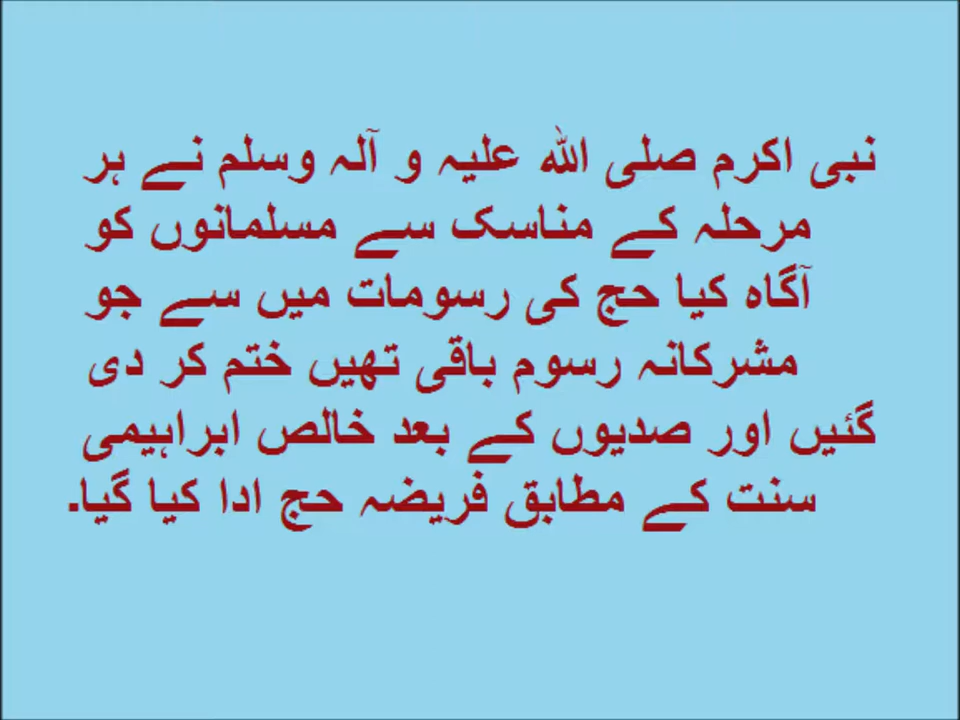 نبی اکرم صلی اللہ علیہ و آلہ وسلم نے ہر
مرحلہ کے مناسک سے مسلمانوں کو
آگاہ کیا حج کی رسومات میں سے جو
مشرکانہ رسوم باقی تھیں ختم کر دی
گئیں اور صدیوں کے بعد خالص ابراہیمی
سنت کے مطابق فریضہ حج ادا کیا گیا.